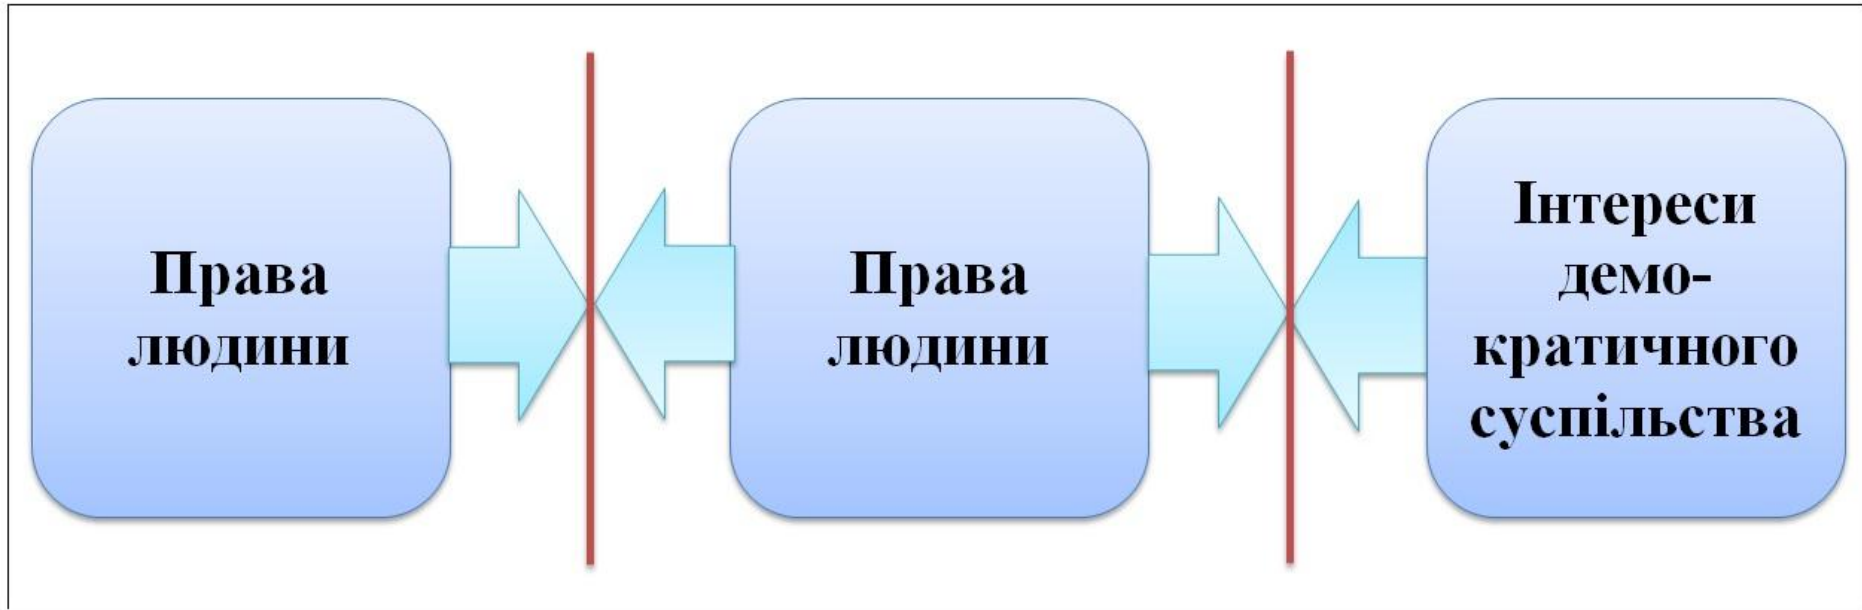 Права
людини
Права
людини
Інтереси
демо-
кратичного
суспільства